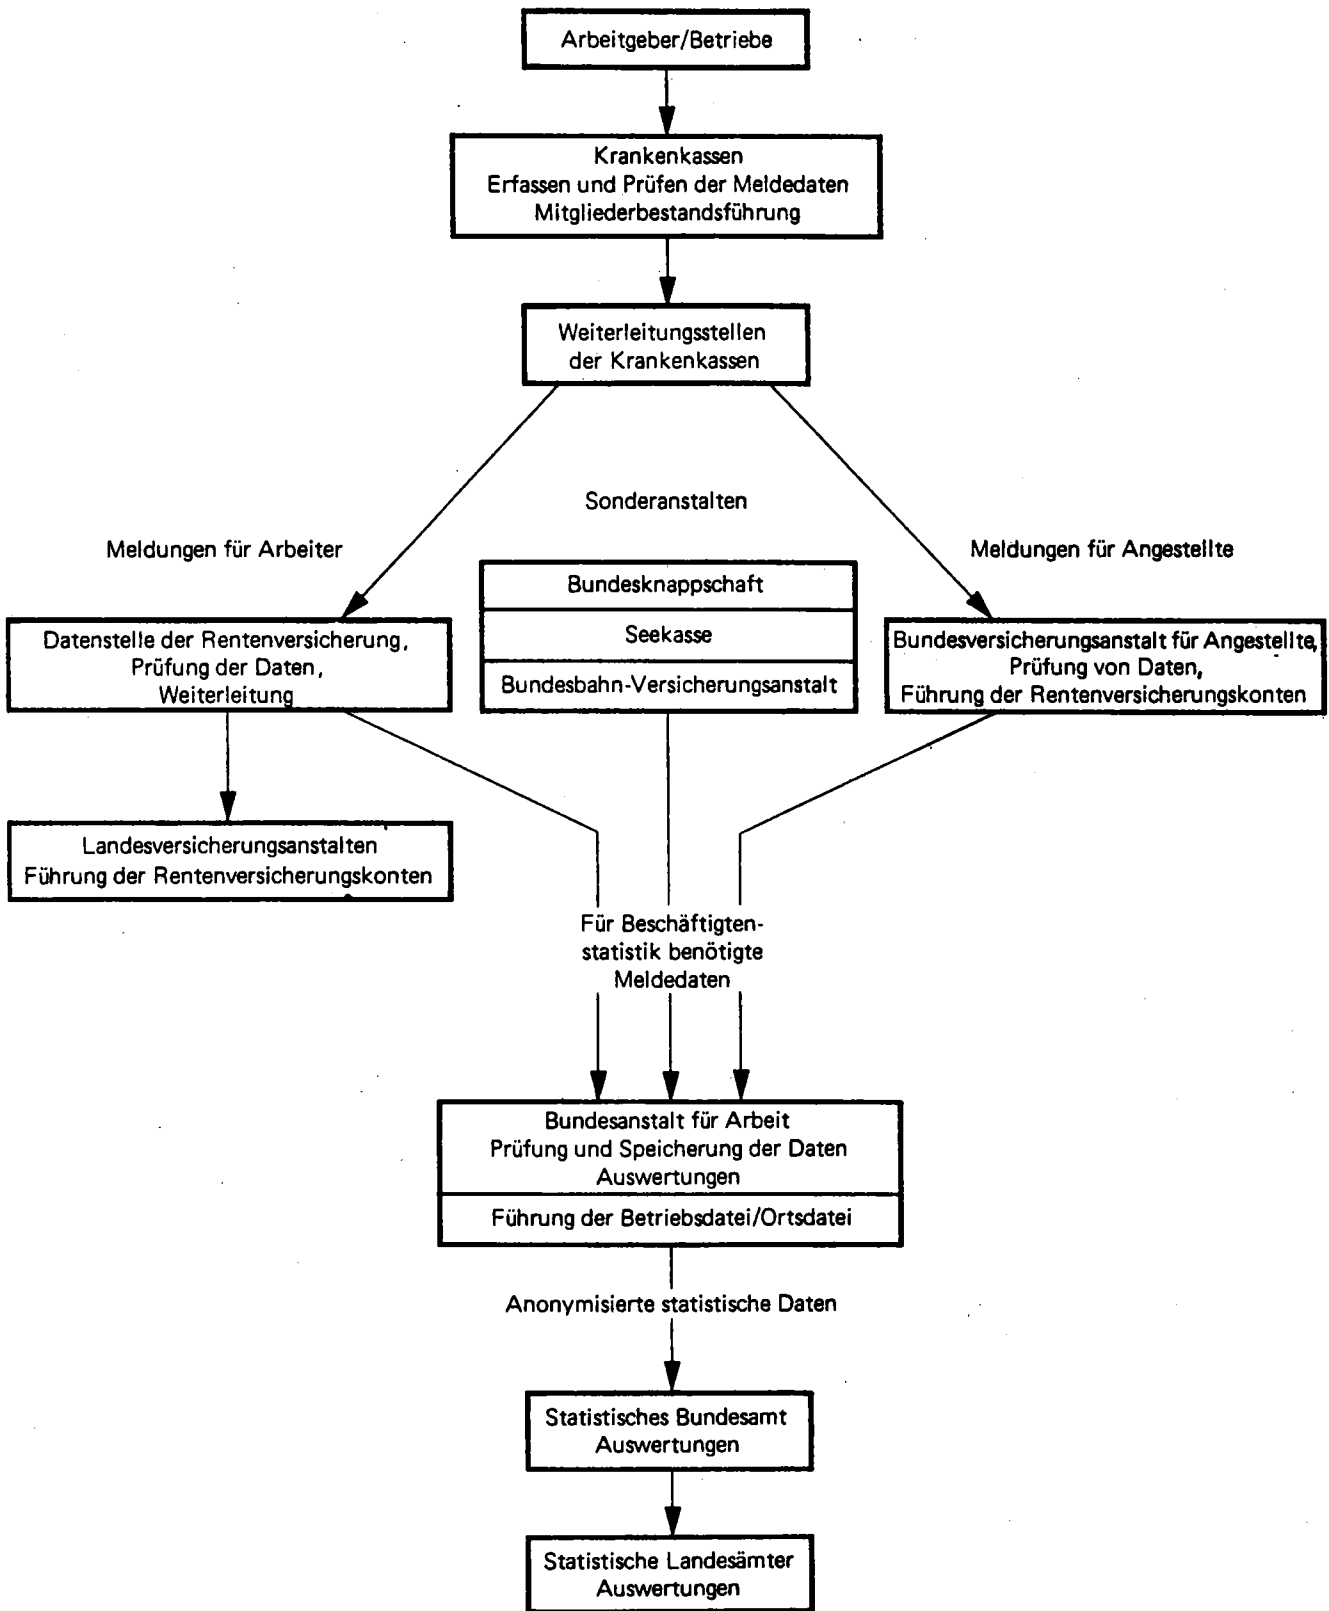 Arbeitgeber/Betriebe
Krankenkassen
Erfassen und Prüfen der Meldedaten
Mitgliederbestandsführung
Weiterleitungsstellen
der Krankenkassen
Sonderanstalten
Meldungen für Arbeiter
Meldungen für Angestellte
Bundesknappschaft
Seekasse
Bundesbahn-Versicherungsanstalt
Datenstelle der Rentenversicherung,
Prüfung der Daten,
Weiterleitung
Bundesversicherungsanstalt für Angestellte,
Prüfung von Daten,
Führung der Rentenversicherungskonten
Landesversicherungsanstalten
Führung der Rentenversicherungskonten
Für Beschäftigten-
statistik benötigte
Meldedaten
Bundesanstalt für Arbeit
Prüfung und Speicherung der Daten
Auswertungen
Führung der Betriebsdatei/Ortsdatei
Anonymisierte statistische Daten
Statistisches Bundesamt
Auswertungen
Statistische Landesämter
Auswertungen